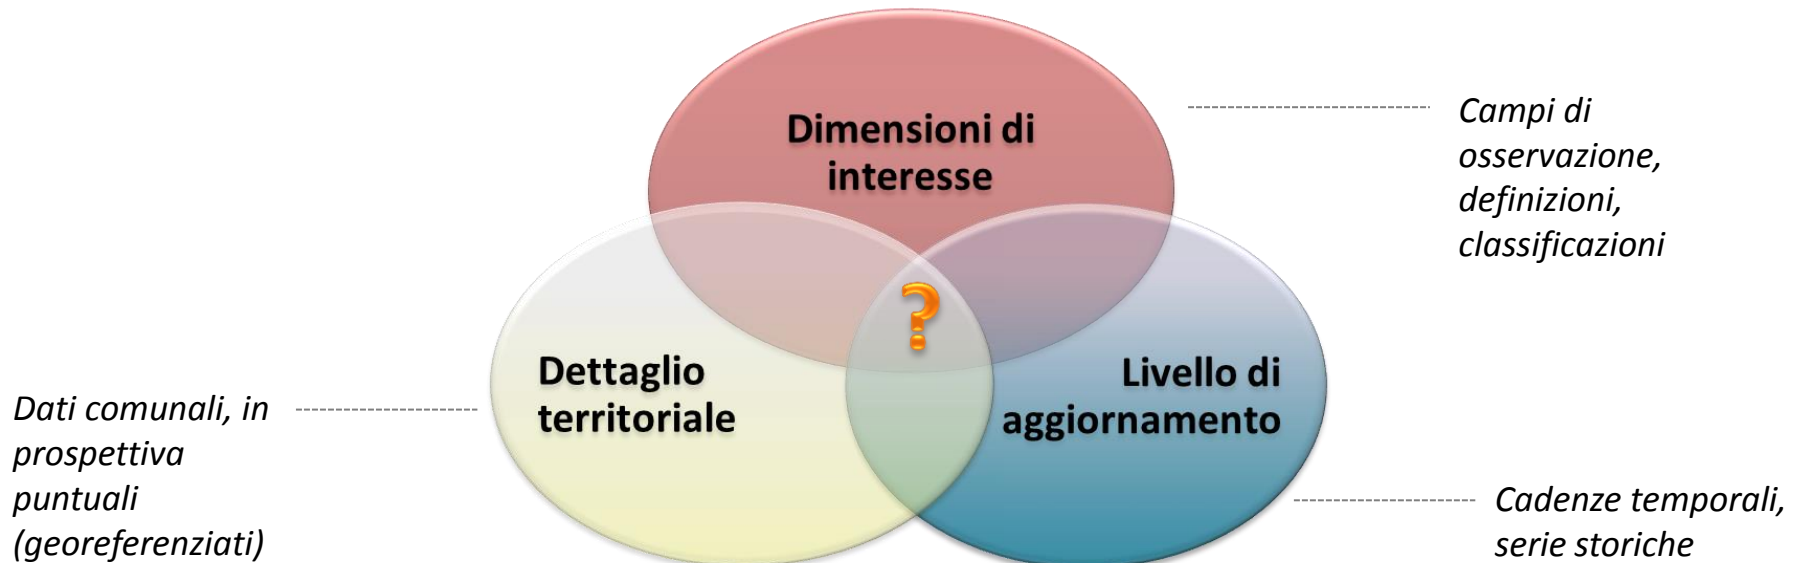 Dimensioni di
interesse
Campi di
osservazione,
definizioni,
classificazioni
?
Dettaglio
territoriale
Livello di
aggiornamento
Dati comunali, in
prospettiva
puntuali
(georeferenziati)
Cadenze temporali,
serie storiche